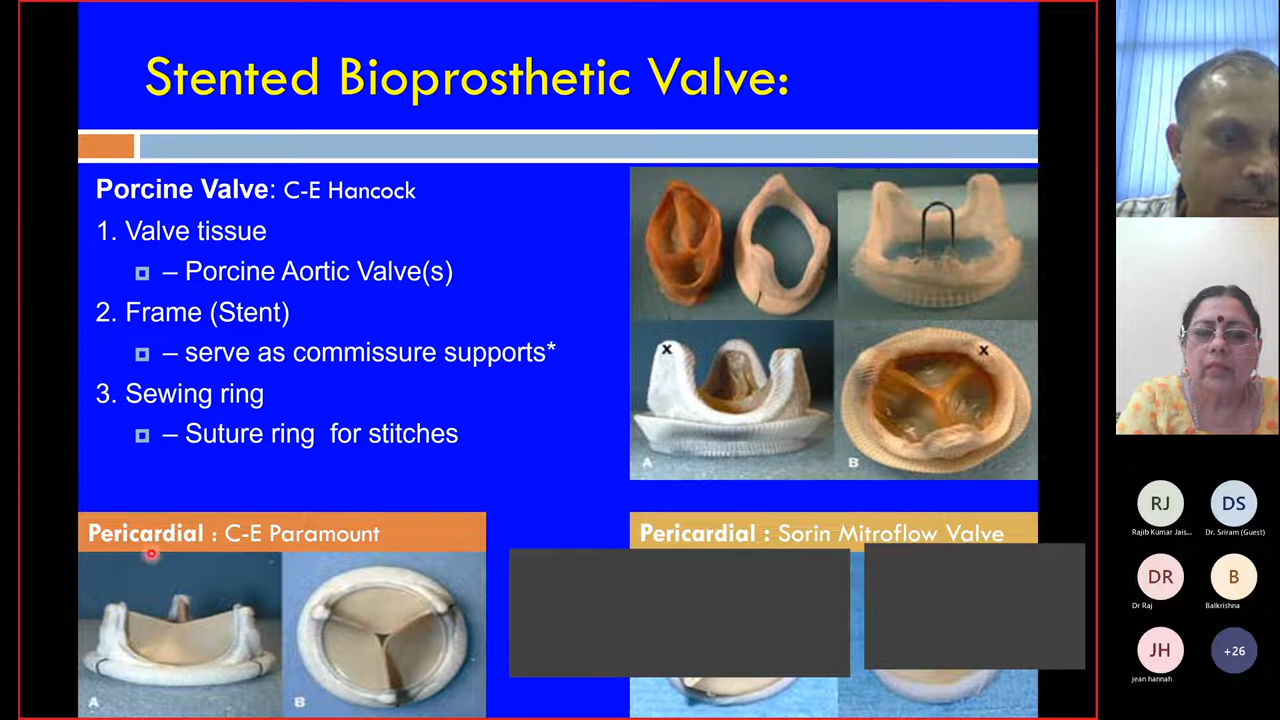 Stented Bioprosthetic Valve:
Porcine Valve: C-E Hancock
1. Valve tissue
– Porcine Aortic Valve(s)
2. Frame (Stent)
– serve as commissure supports*
3. Sewing ring
– Suture ring for stitches
X
X
A
B
Pericardial : C-E Paramount
A
B
Pericardial : Sorin Mitroflow Valve
RJ
DS
Rajib Kumar Jais...
Dr. Sriram (Guest)
DR
B
Dr Raj
Balkrishna
JH
+26
jean hannah